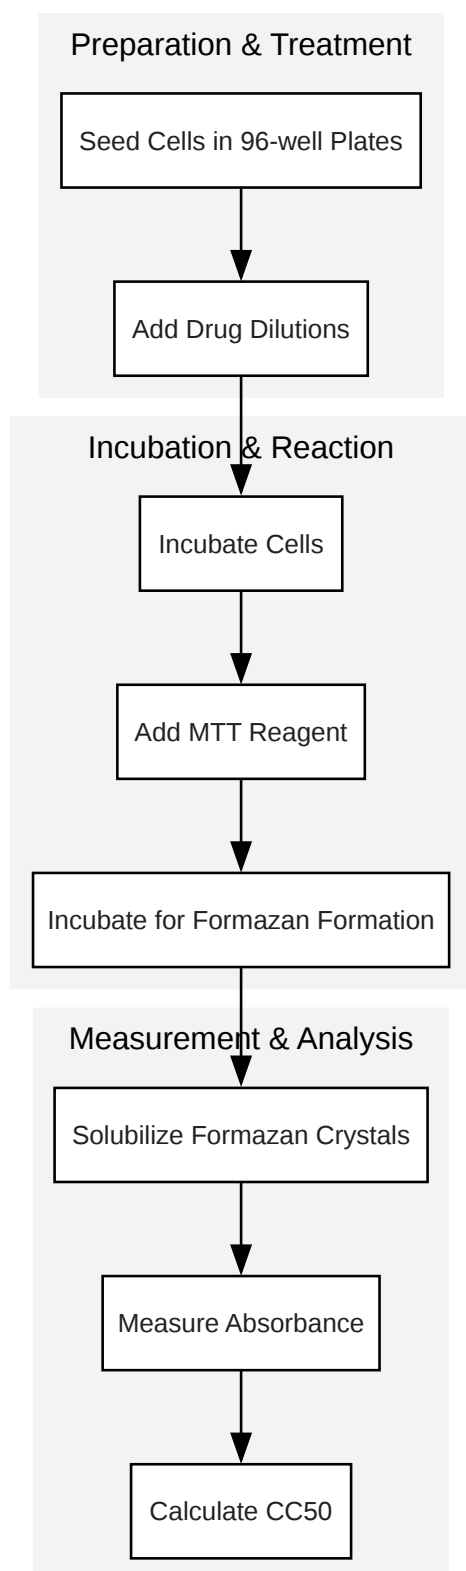 Preparation & Treatment
Seed Cells in 96-well Plates
Add Drug Dilutions
Incubation & Reaction
Incubate Cells
Add MTT Reagent
Incubate for Formazan Formation
Measurement & Analysis
Solubilize Formazan Crystals
Measure Absorbance
Calculate CC50